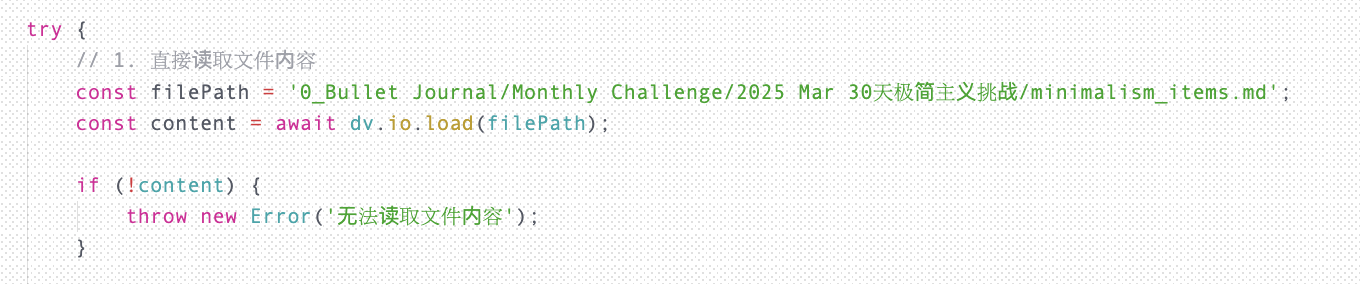 try {
// 1. 直接读取文件内容
const filePath = '0_Bullet Journal/Monthly Challenge/2025 Mar 30天极简主义挑战/minimalism_items.md';
const content = await dv.io.load(filePath);
if (!content) {
throw new Error('无法读取文件内容');
}